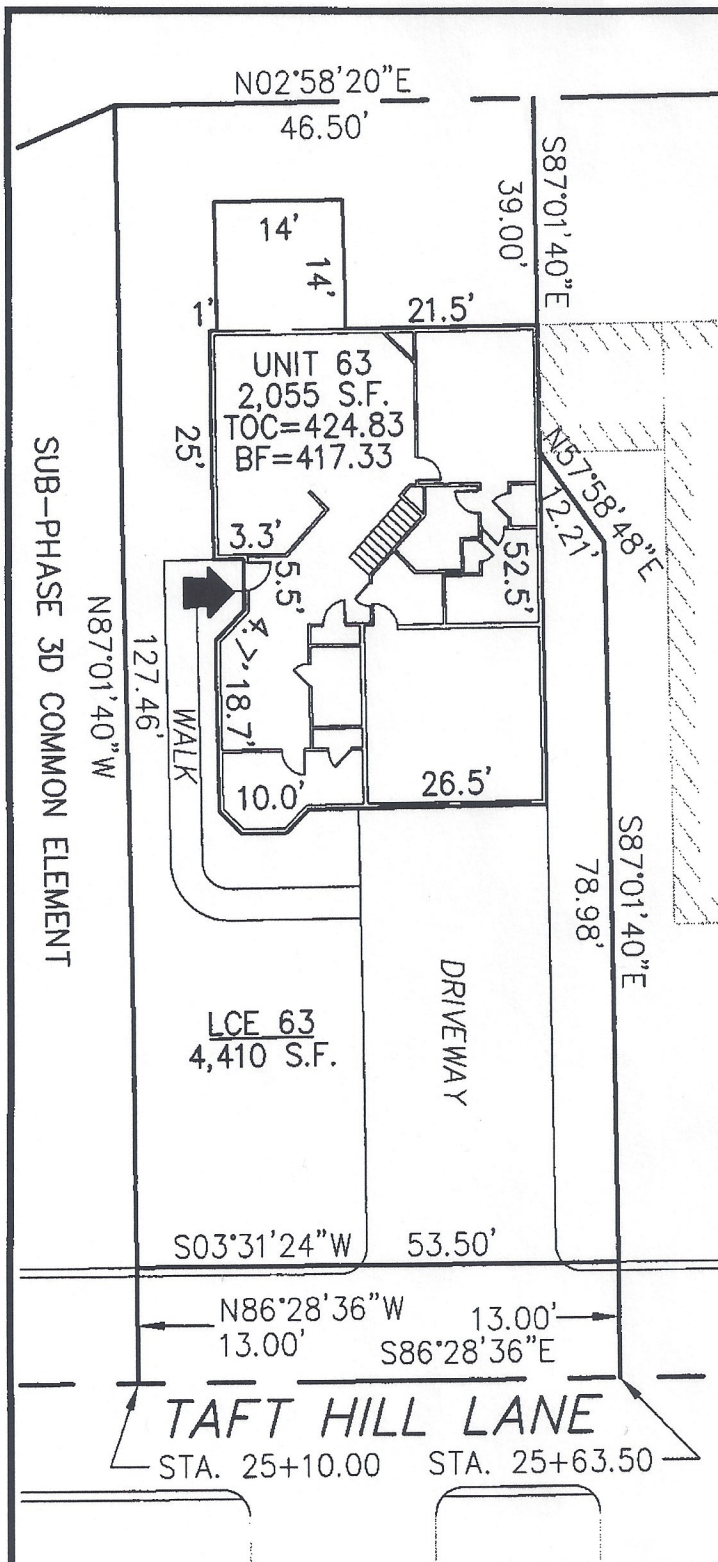 N02°58'20"E
46.50'
S87°01'40"E
39.00'
14'
14'
1'
21.5'
UNIT 63
2,055 S.F.
TOC=424.83
BF=417.33
25'
N57°58'48"E
12.21'
3.3'
5.5'
52.5'
4.7'
18.7'
SUB-PHASE 3D COMMON ELEMENT
N87°01'40"W
127.46'
WALK
10.0'
26.5'
S87°01'40"E
78.98'
DRIVEWAY
LCE 63
4,410 S.F.
S03°31'24"W 53.50'
N86°28'36"W
13.00'
13.00'
S86°28'36"E
TAFT HILL LANE
STA. 25+10.00
STA. 25+63.50